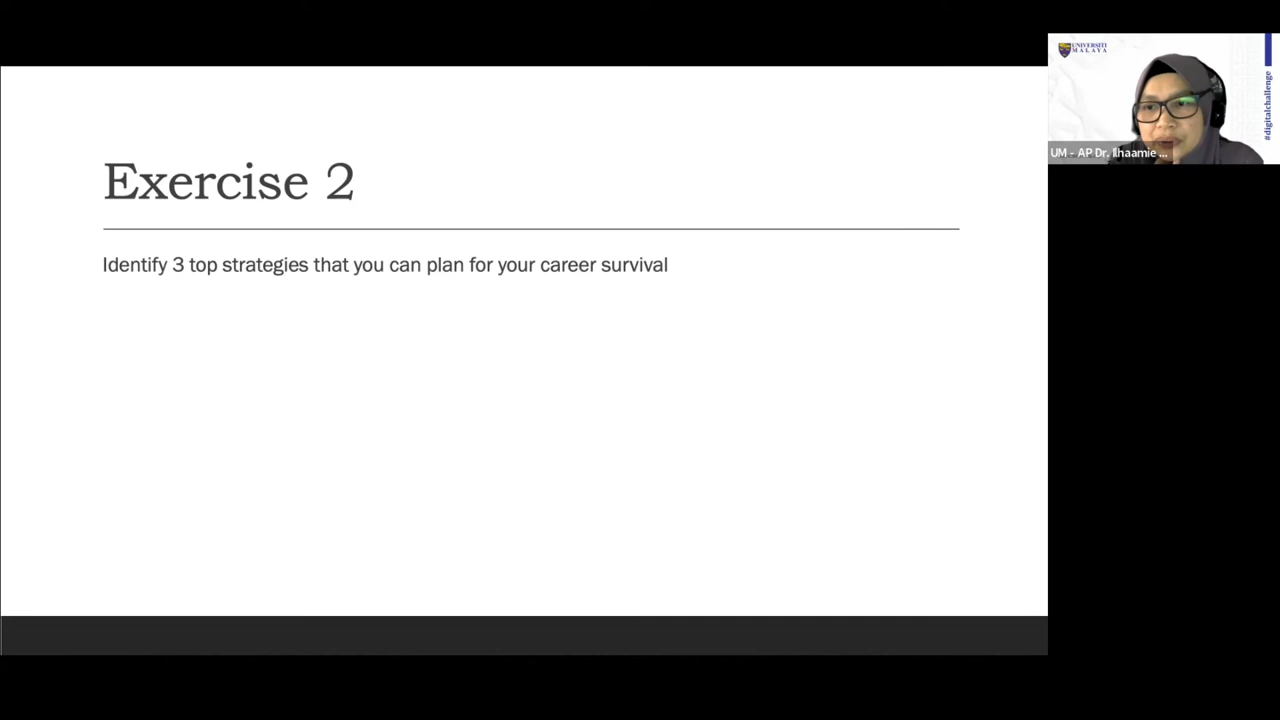 Exercise 2
Identify 3 top strategies that you can plan for your career survival
UNIVERSITI
MALAYA
#digitalchallenge
UM - AP Dr. Ilhaamie ...